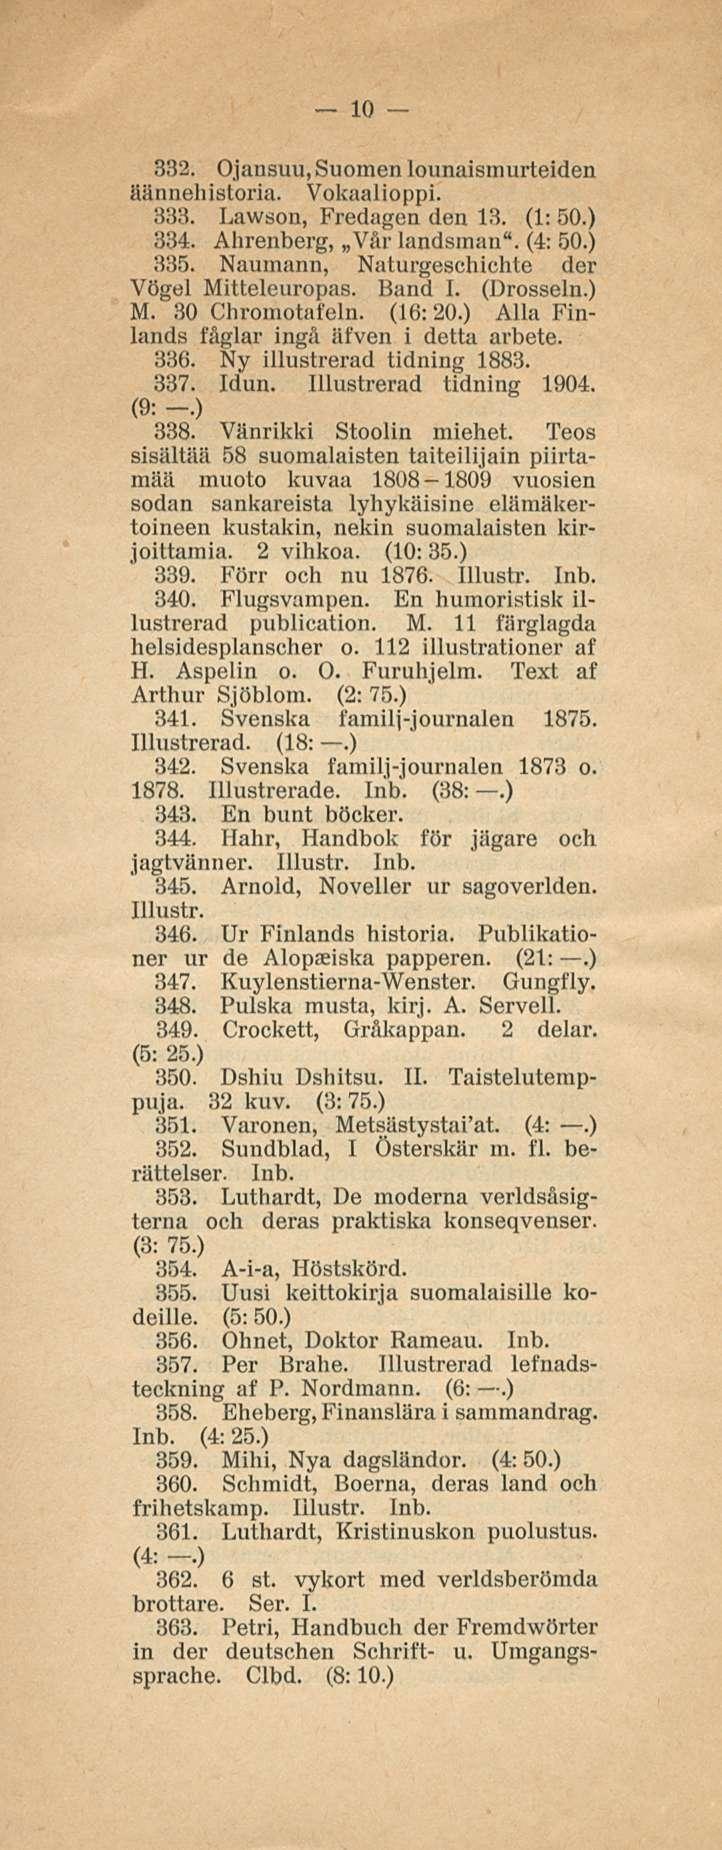 — 10 —
332. Ojansuu, Suomen lounaismurteiden
äännehistoria. Vokaalioppi.
333. Lawson, Fredagen den 13. (1: 50.)
334. Ahrenberg, „Vår landsman“. (4: 50.)
335. Naumann, Naturgeschichte der
Vögel Mitteleuropas. Band I. (Drosseln.)
M. 30 Chromotafeln. (16: 20.) Alla Fin-
lands fåglar ingå äfven i detta arbete.
336. Ny illustrerad tidning 1883.
337. Idun. Illustrerad tidning 1904.
(9: —.)
338. Vänrikki Stoolin miehet. Teos
sisältää 58 suomalaisten taiteilijain piirta-
mää muoto kuvaa 1808–1809 vuosien
sodan sankareista lyhykäisine elämäker-
toineen kustakin, nekin suomalaisten kir-
joittamia. 2 vihkoa. (10: 35.)
339. Förr och nu 1876. Illustr. Inb.
340. Flugsvampen. En humoristisk il-
lustrerad publication. M. 11 färglagda
helsidesplanscher o. 112 illustrationer af
H. Aspelin o. O. Furuhjelm. Text af
Arthur Sjöblom. (2: 75.)
341. Svenska familj-journalen 1875.
Illustrerad. (18: —.)
342. Svenska familj-journalen 1873 o.
1878. Illustrerade. Inb. (38: —.)
343. En bunt böcker.
344. Hahr, Handbok för jägare och
jagtvänner. Illustr. Inb.
345. Arnold, Noveller ur sagoverlden.
Illustr.
346. Ur Finlands historia. Publikatio-
ner ur de Alopæiska papperen. (21: —.)
347. Kuylenstierna-Wenster. Gungfly.
348. Pulska musta, kirj. A. Servell.
349. Crockett, Gråkappan. 2 delar.
(5: 25.)
350. Dshiu Dshitsu. II. Taistelutemp-
puja. 32 kuv. (3: 75.)
351. Varonen, Metsästystai'at. (4: —.)
352. Sundblad, I Österskär m. fl. be-
rättelser. Inb.
353. Luthardt, De moderna verldsåsig-
terna och deras praktiska konseqvenser.
(3: 75.)
354. A-i-a, Höstskörd.
355. Uusi keittokirja suomalaisille ko-
deille. (5: 50.)
356. Ohnet, Doktor Rameau. Inb.
357. Per Brahe. Illustrerad lefnads-
teckning af P. Nordmann. (6: —.)
358. Eheberg, Finanslära i sammandrag.
Inb. (4: 25.)
359. Mihi, Nya dagsländor. (4: 50.)
360. Schmidt, Boerna, deras land och
frihetskamp. Illustr. Inb.
361. Luthardt, Kristinuskon puolustus.
(4: —.)
362. 6 st. vykort med verldsberömda
brottare. Ser. I.
363. Petri, Handbuch der Fremdwörter
in der deutschen Schrift- u. Umgangs-
sprache. Clbd. (8: 10.)